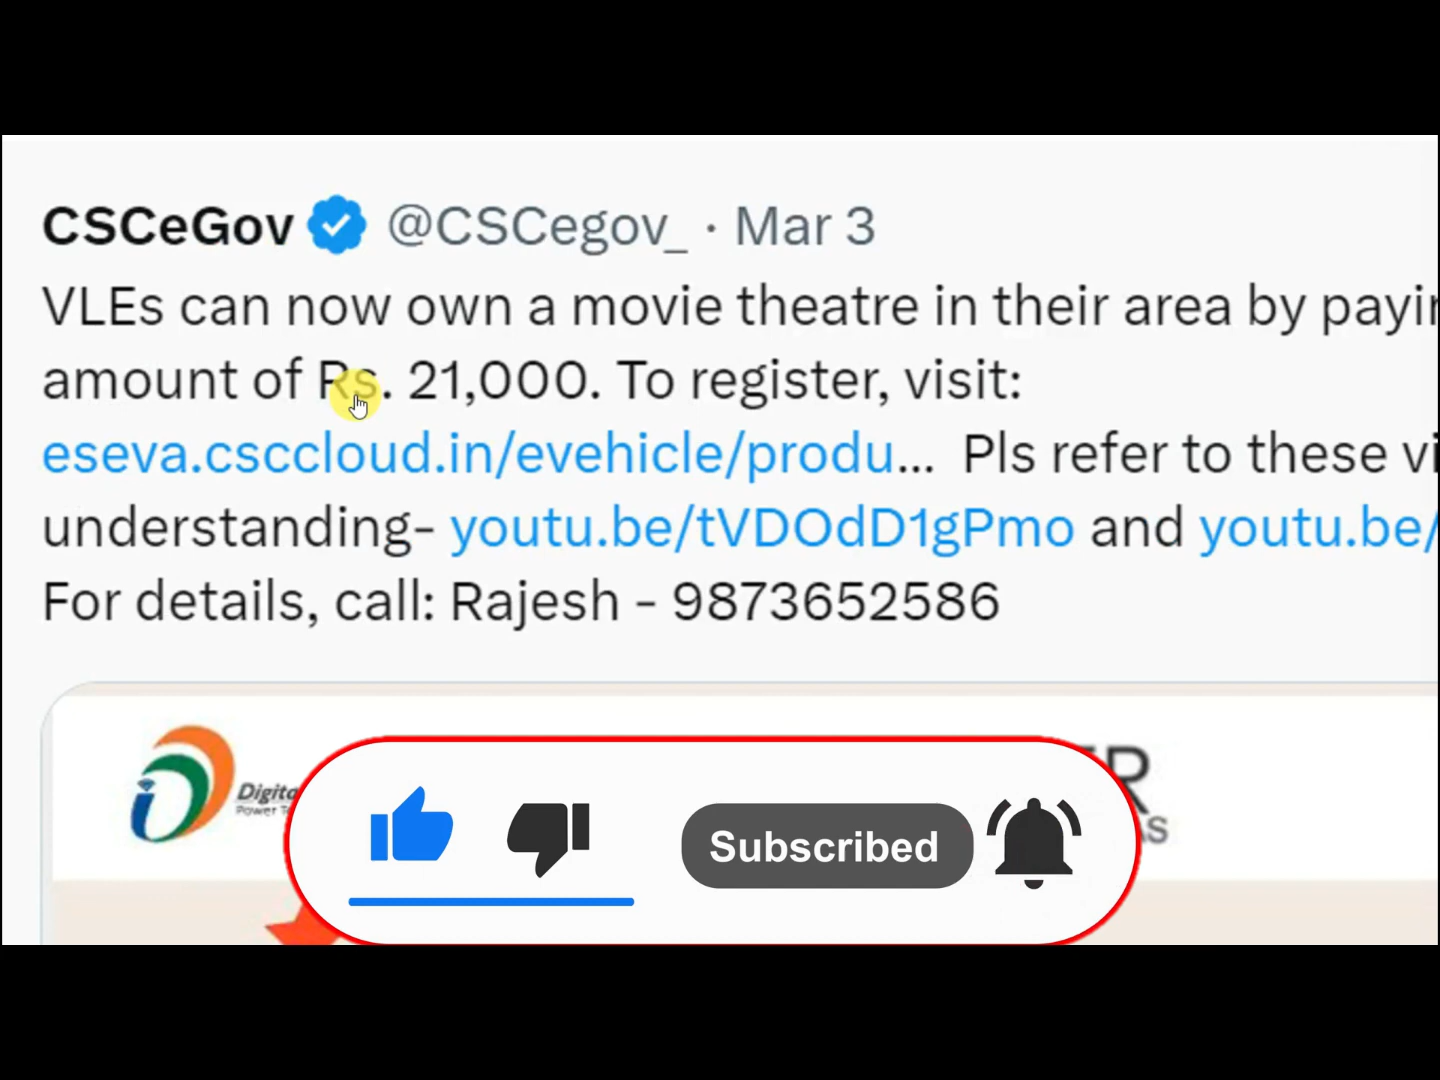 CSCeGov @CSCegov_ · Mar 3
VLEs can now own a movie theatre in their area by
amount of Rs. 21,000. To register, visit:
eseva.csccloud.in/evehicle/produ... Pls refer to these
understanding- youtu.be/tVDOdD1gPmo and youtu.be/
For details, call: Rajesh - 9873652586
Power
Subscribed